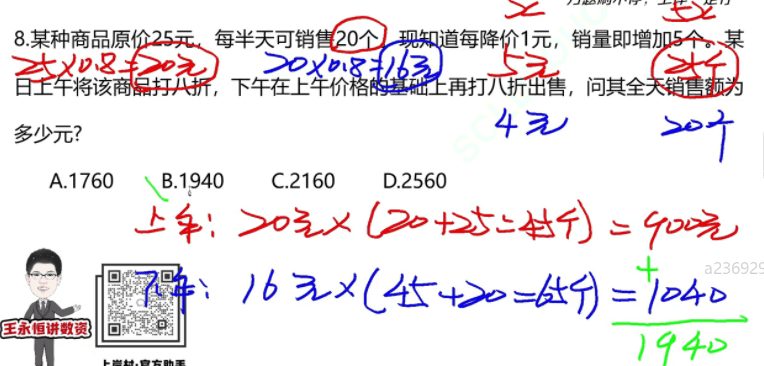 x 5x
8.某种商品原价25元,每半天可销售20个。现知道每降价1元,销量即增加5个。某
25×0.8=20元 20×0.8=16元 5元 25个
日上午将该商品打八折,下午在上午价格的基础上再打八折出售,问其全天销售额为
4元 20个
多少元?
A.1760 B.1940 C.2160 D.2560
上午: 20元×(20+25=45个)=900元
+
a236929
下午: 16元×(45+20=65个)=1040
王永恒讲数资
1940
上岸村·官方助手